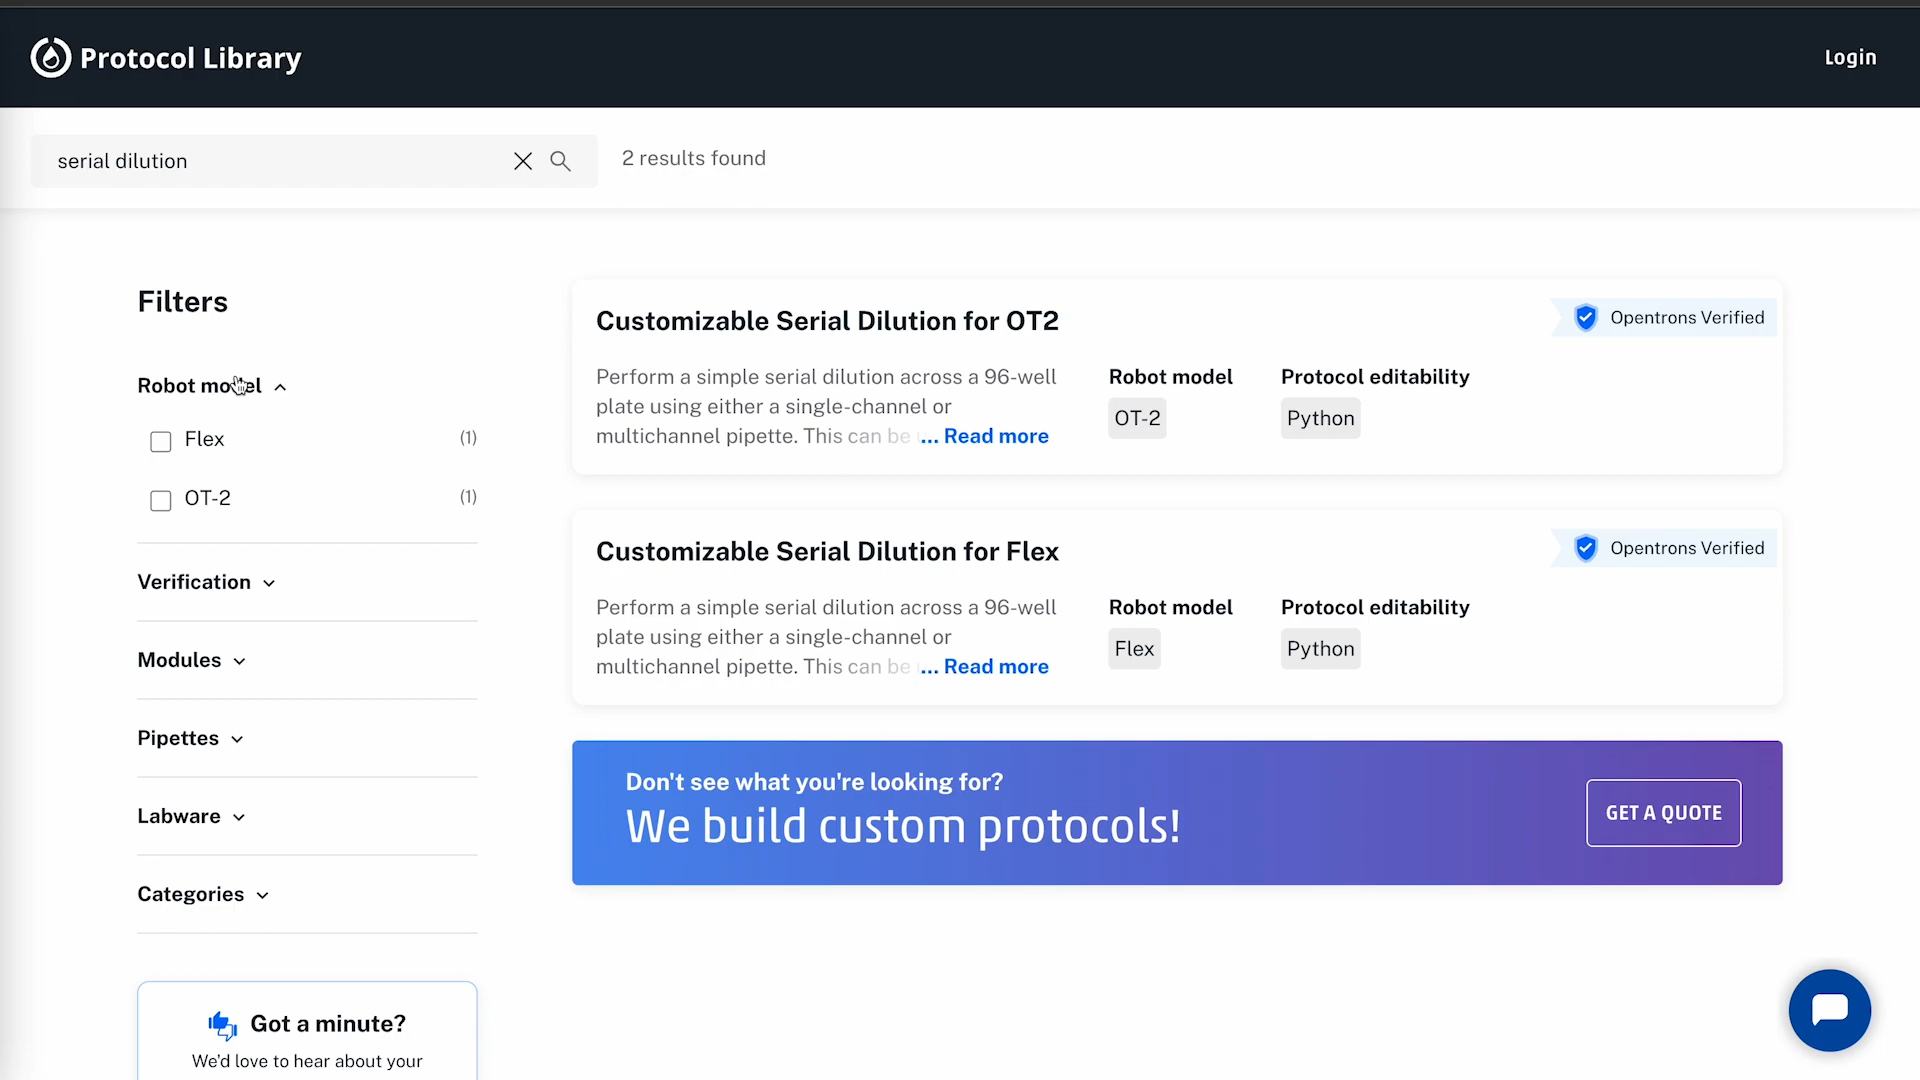 Protocol Library
Login
serial dilution
2 results found
Filters
Robot model
Flex (1)
OT-2 (1)
Verification
Modules
Pipettes
Labware
Categories
Got a minute?
We'd love to hear about your
Customizable Serial Dilution for OT2
Opentrons Verified
Perform a simple serial dilution across a 96-well
plate using either a single-channel or
multichannel pipette. This can be ... Read more
Robot model
OT-2
Protocol editability
Python
Customizable Serial Dilution for Flex
Opentrons Verified
Perform a simple serial dilution across a 96-well
plate using either a single-channel or
multichannel pipette. This can be ... Read more
Robot model
Flex
Protocol editability
Python
Don't see what you're looking for?
We build custom protocols!
GET A QUOTE